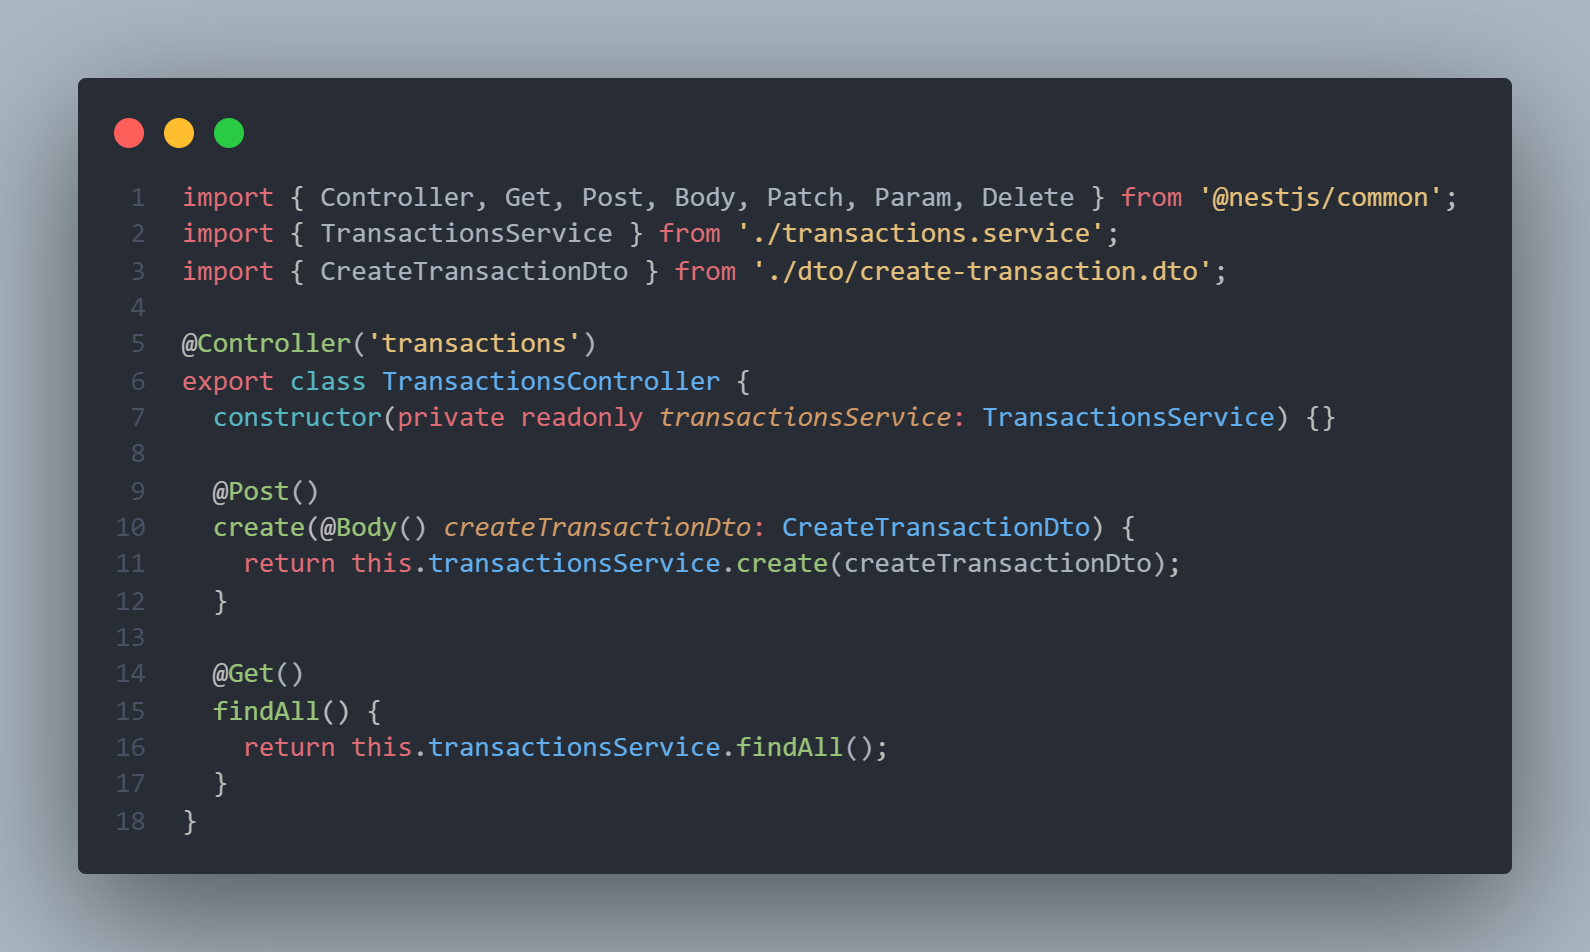 1 import { Controller, Get, Post, Body, Patch, Param, Delete } from '@nestjs/common';
2 import { TransactionsService } from './transactions.service';
3 import { CreateTransactionDto } from './dto/create-transaction.dto';
4
5 @Controller('transactions')
6 export class TransactionsController {
7   constructor(private readonly transactionsService: TransactionsService) {}
8
9   @Post()
10   create(@Body() createTransactionDto: CreateTransactionDto) {
11     return this.transactionsService.create(createTransactionDto);
12   }
13
14   @Get()
15   findAll() {
16     return this.transactionsService.findAll();
17   }
18 }